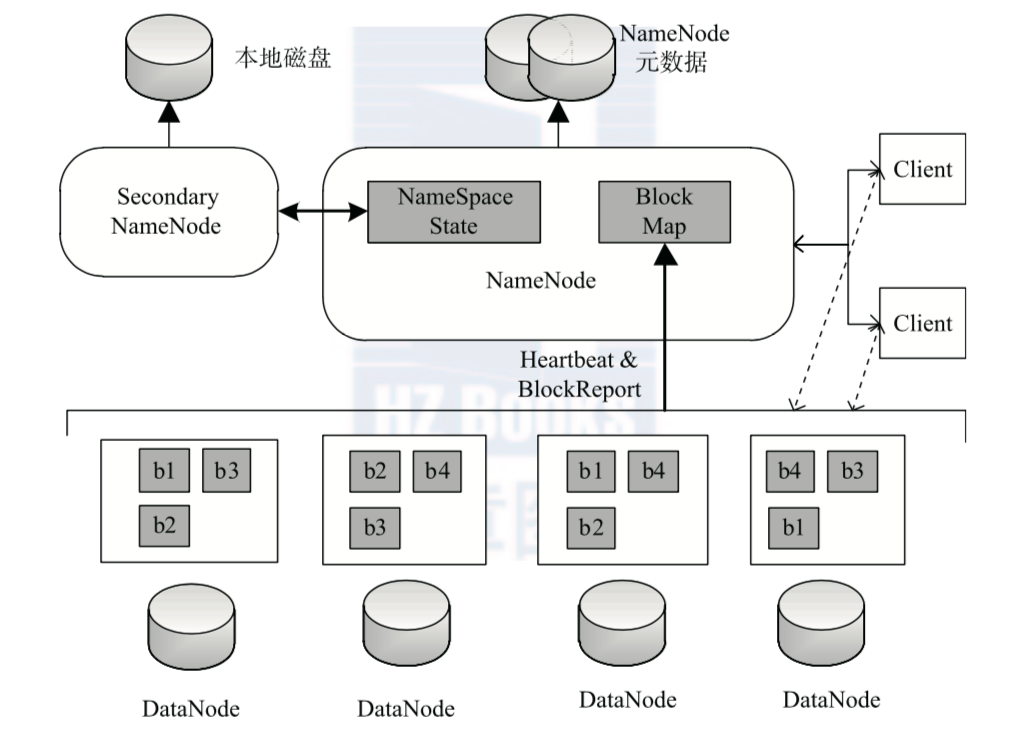 本地磁盘
NameNode
元数据
Secondary
NameNode
NameSpace
State
Block
Map
NameNode
Client
Client
Heartbeat &
BlockReport
HZ BOOKS
b1 b3
b2
b2 b4
b3
b1 b4
b2
b4 b3
b1
DataNode
DataNode
DataNode
DataNode